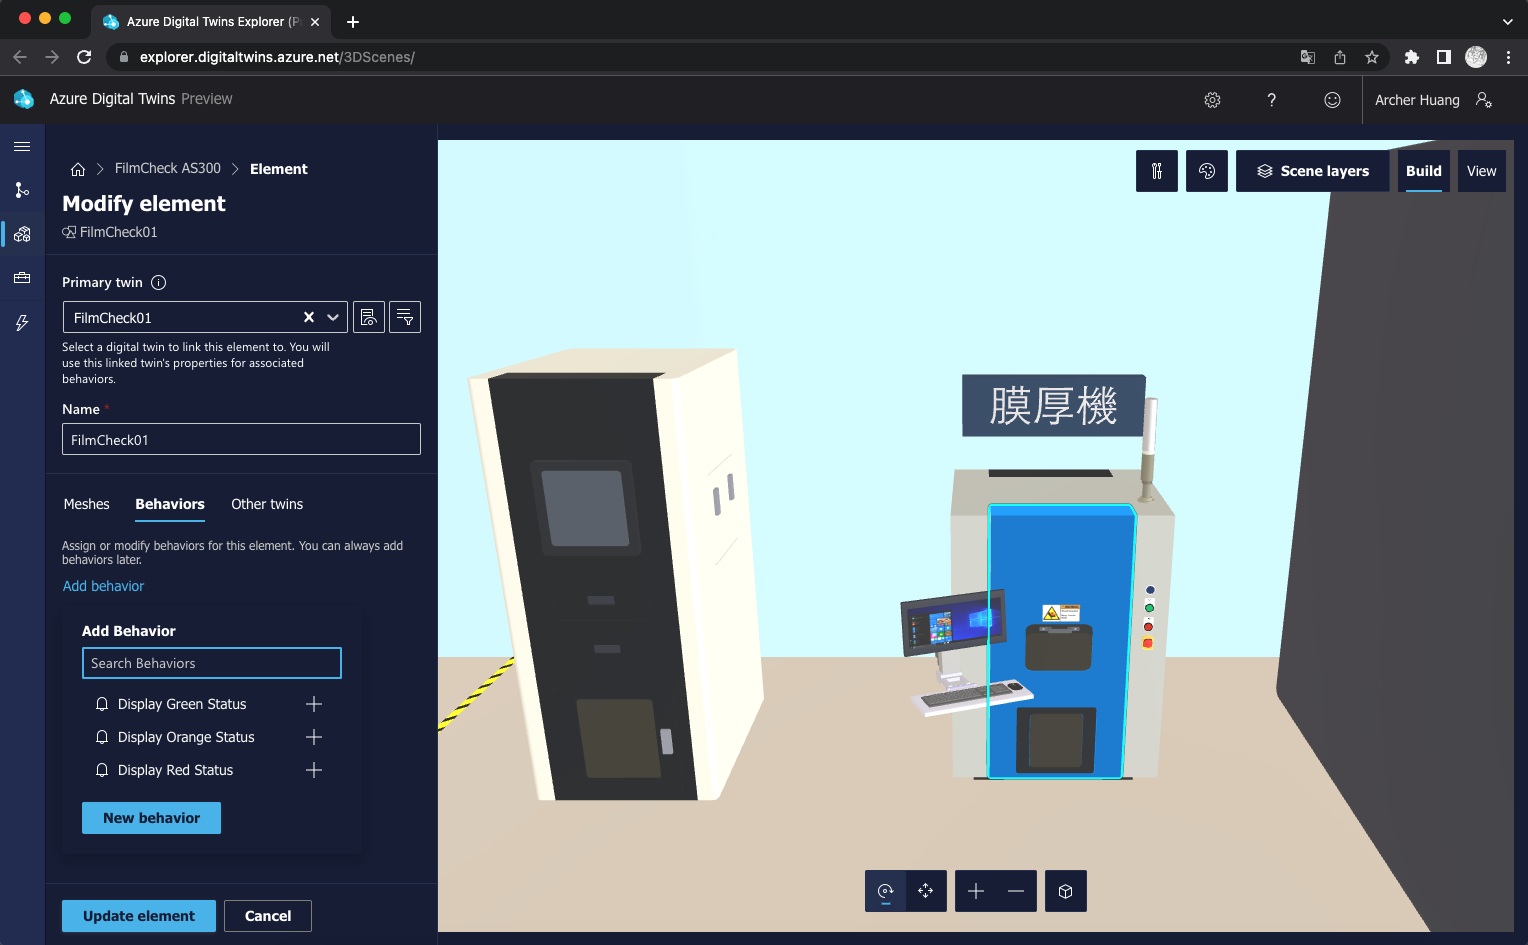 Azure Digital Twins Explorer (P
explorer.digitaltwins.azure.net/3DScenes/
Azure Digital Twins Preview
?
Archer Huang
FilmCheck AS300
Element
Modify element
FilmCheck01
Primary twin
FilmCheck01
Select a digital twin to link this element to. You will
use this linked twin's properties for associated
behaviors.
Name *
FilmCheck01
Meshes
Behaviors
Other twins
Assign or modify behaviors for this element. You can always add
behaviors later.
Add behavior
Add Behavior
Search Behaviors
Display Green Status
Display Orange Status
Display Red Status
New behavior
Update element
Cancel
Scene layers
Build
View
膜厚機